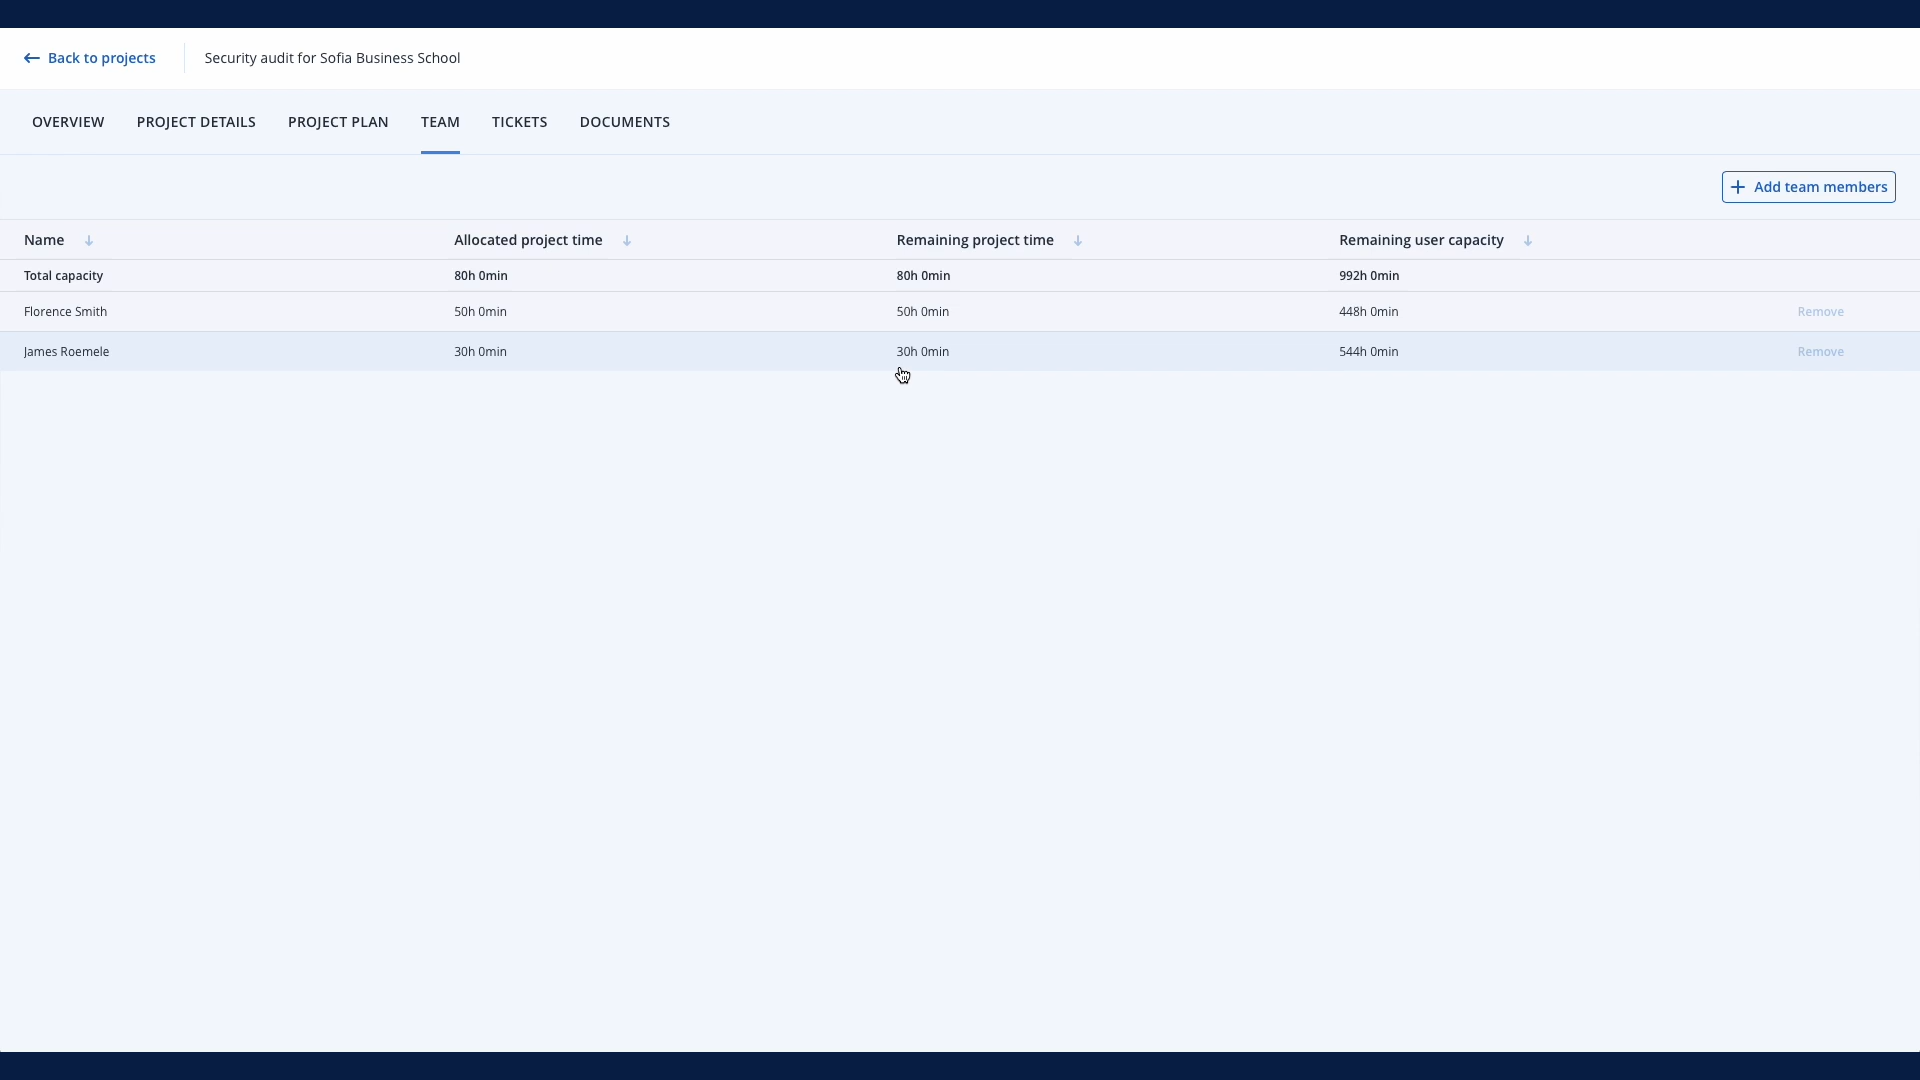 Back to projects Security audit for Sofia Business School
OVERVIEW PROJECT DETAILS PROJECT PLAN TEAM TICKETS DOCUMENTS
Add team members
Name Allocated project time Remaining project time Remaining user capacity
Total capacity 80h 0min 80h 0min 992h 0min
Florence Smith 50h 0min 50h 0min 448h 0min Remove
James Roemele 30h 0min 30h 0min 544h 0min Remove